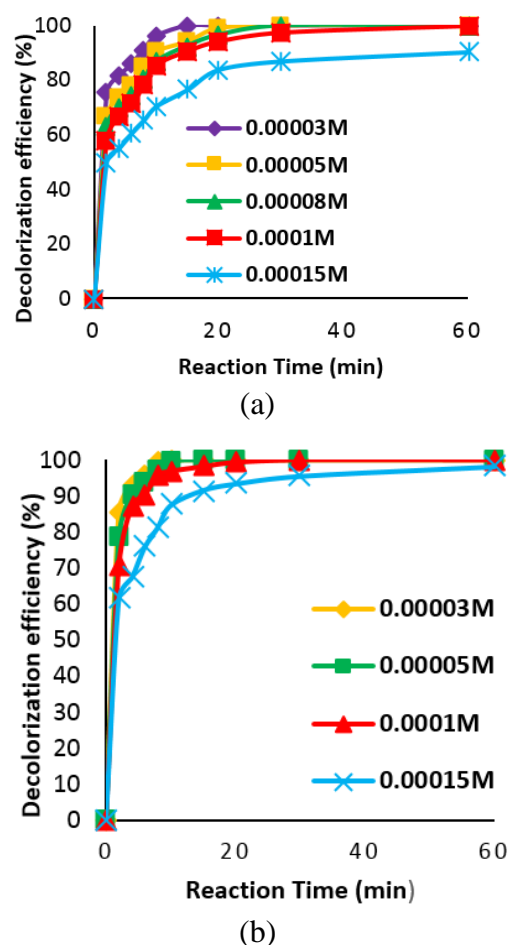 Decolorization efficiency (%)
100
80
60
40
20
0
0.00003M
0.00005M
0.00008M
0.0001M
0.00015M
0 20 40 60
Reaction Time (min)
(a)
Decolorization efficiency (%)
100
90
80
70
60
50
40
30
20
10
0
0.00003M
0.00005M
0.0001M
0.00015M
0 20 40 60
Reaction Time (min)
(b)